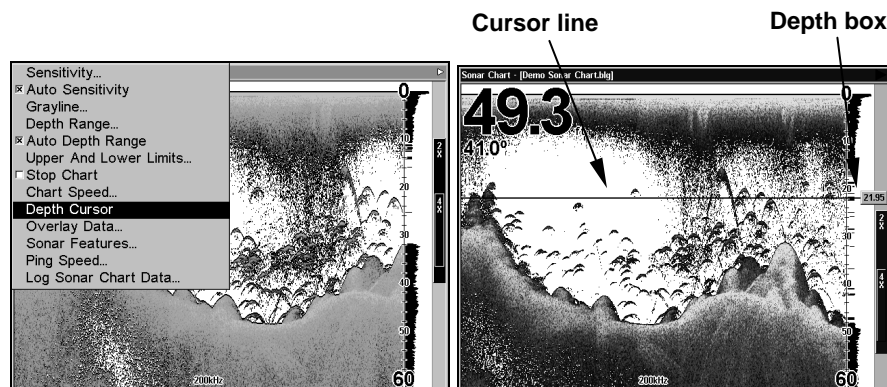 Cursor line
Depth box
Sensitivity...
Auto Sensitivity
Grayline...
Depth Range...
Auto Depth Range
Upper And Lower Limits...
Stop Chart
Chart Speed...
Depth Cursor
Overlay Data...
Sonar Features...
Ping Speed...
Log Sonar Chart Data...
0
10
20
30
40
50
60
200kHz
2X
4X
Sonar Chart - [Demo Sonar Chart.blg]
49.3
41.0°
0
10
20
21.95
30
40
50
60
200kHz
2X
4X